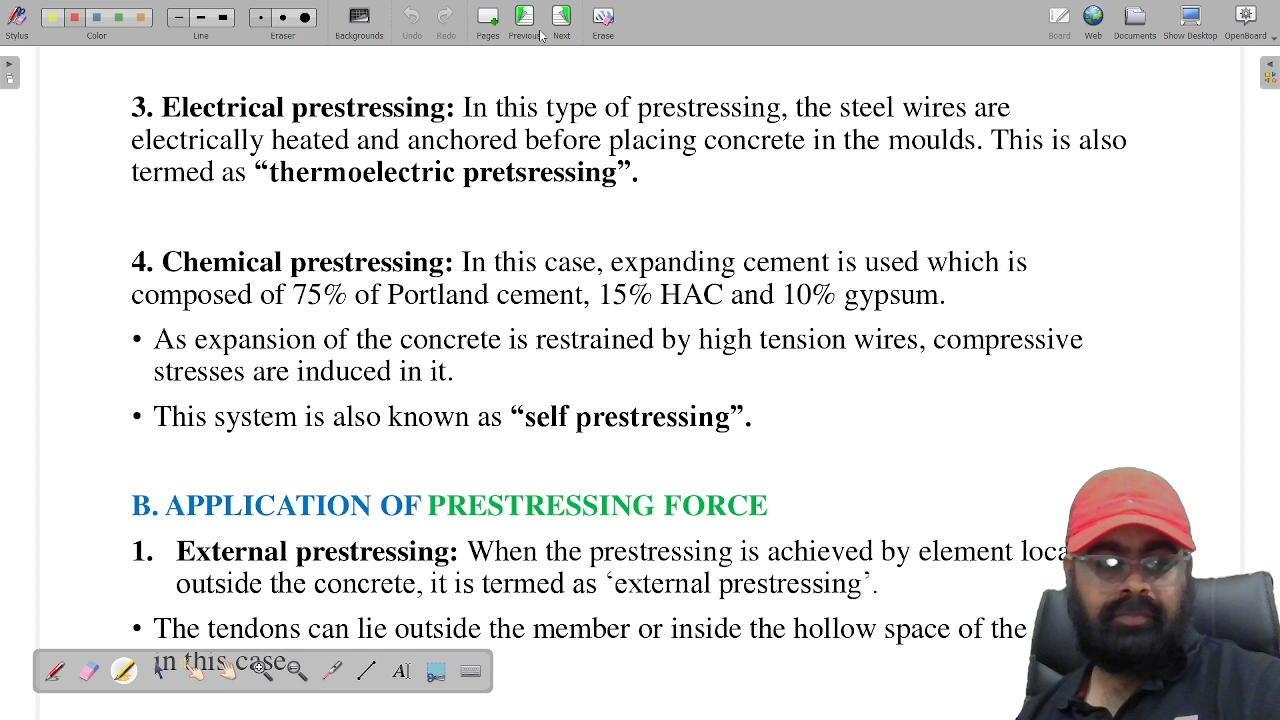 Stylus Color Line Eraser Backgrounds Undo Redo Pages Previous Next Erase Board Web Documents Show Desktop OpenBoard
3. Electrical prestressing: In this type of prestressing, the steel wires are
electrically heated and anchored before placing concrete in the moulds. This is also
termed as “thermoelectric pretsressing”.
4. Chemical prestressing: In this case, expanding cement is used which is
composed of 75% of Portland cement, 15% HAC and 10% gypsum.
• As expansion of the concrete is restrained by high tension wires, compressive
stresses are induced in it.
• This system is also known as “self prestressing”.
B. APPLICATION OF PRESTRESSING FORCE
1. External prestressing: When the prestressing is achieved by element
outside the concrete, it is termed as ‘external prestressing’.
• The tendons can lie outside the member or inside the hollow space of the
in this case.